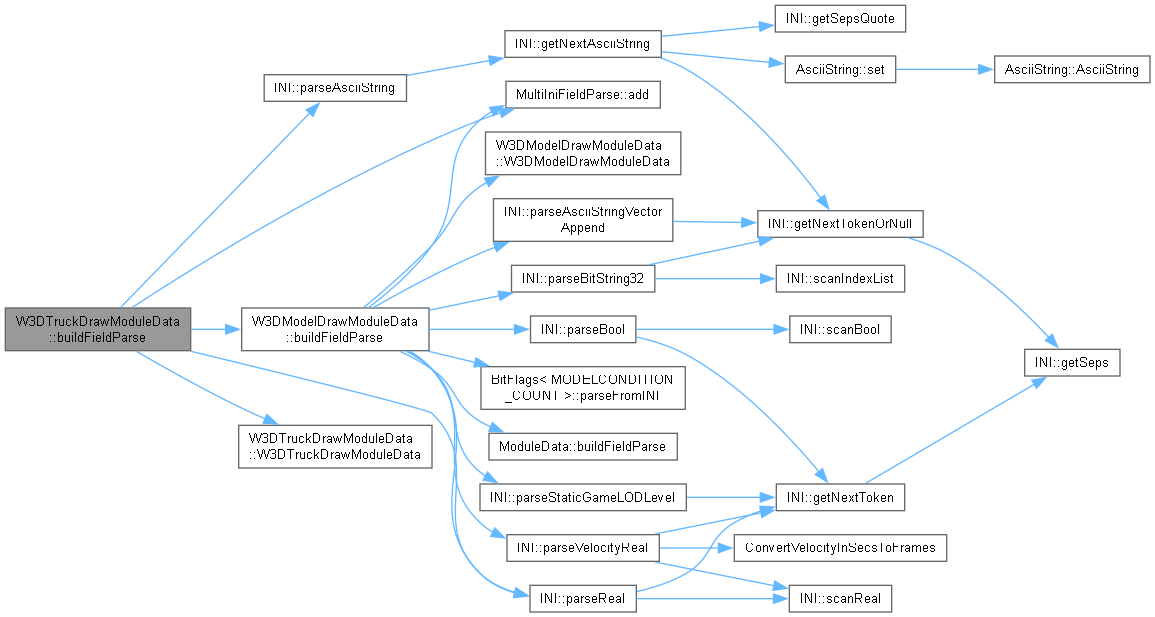 INI::getSepsQuote
INI::getNextAsciiString
AsciiString::set
AsciiString::AsciiString
INI::parseAsciiString
MultiIniFieldParse::add
W3DModelDrawModuleData
::W3DModelDrawModuleData
INI::parseAsciiStringVector
Append
INI::getNextTokenOrNull
INI::parseBitString32
INI::scanIndexList
W3DTruckDrawModuleData
::buildFieldParse
W3DModelDrawModuleData
::buildFieldParse
INI::parseBool
INI::scanBool
INI::getSeps
BitFlags< MODELCONDITION
_COUNT >::parseFromINI
W3DTruckDrawModuleData
::W3DTruckDrawModuleData
ModuleData::buildFieldParse
INI::parseStaticGameLODLevel
INI::getNextToken
INI::parseVelocityReal
ConvertVelocityInSecsToFrames
INI::parseReal
INI::scanReal